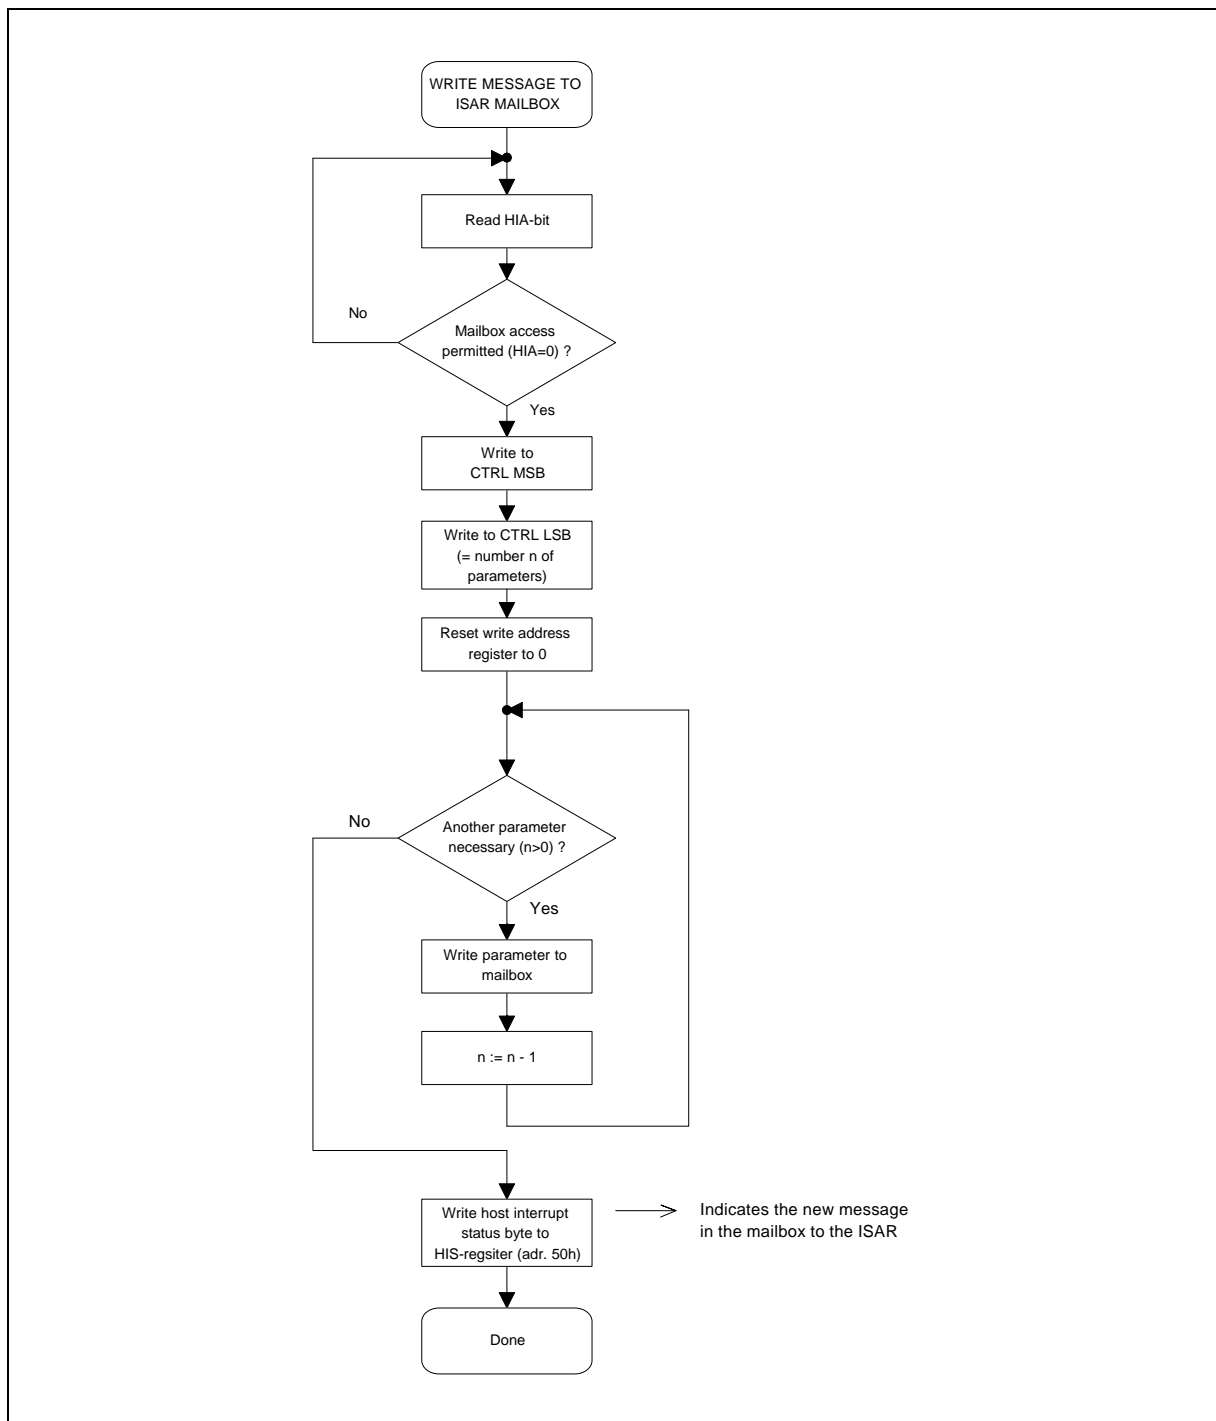 WRITE MESSAGE TO
ISAR MAILBOX
Read HIA-bit
No
Mailbox access
permitted (HIA=0) ?
Yes
Write to
CTRL MSB
Write to CTRL LSB
(= number n of
parameters)
Reset write address
register to 0
No
Another parameter
necessary (n>0) ?
Yes
Write parameter to
mailbox
n := n - 1
Write host interrupt
status byte to
HIS-regsiter (adr. 50h)
Indicates the new message
in the mailbox to the ISAR
Done